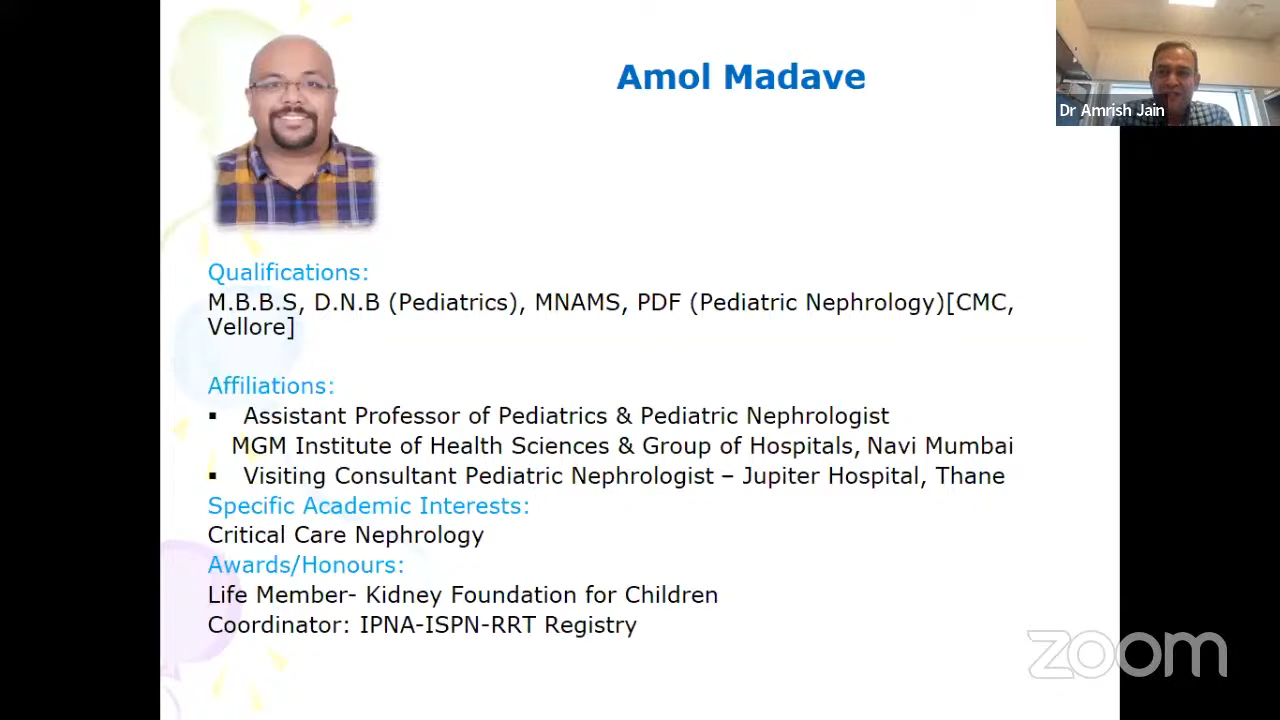 Amol Madave
Dr Amrish Jain
Qualifications:
M.B.B.S, D.N.B (Pediatrics), MNAMS, PDF (Pediatric Nephrology)[CMC,
Vellore]
Affiliations:
▪ Assistant Professor of Pediatrics & Pediatric Nephrologist
MGM Institute of Health Sciences & Group of Hospitals, Navi Mumbai
▪ Visiting Consultant Pediatric Nephrologist – Jupiter Hospital, Thane
Specific Academic Interests:
Critical Care Nephrology
Awards/Honours:
Life Member- Kidney Foundation for Children
Coordinator: IPNA-ISPN-RRT Registry
zoom